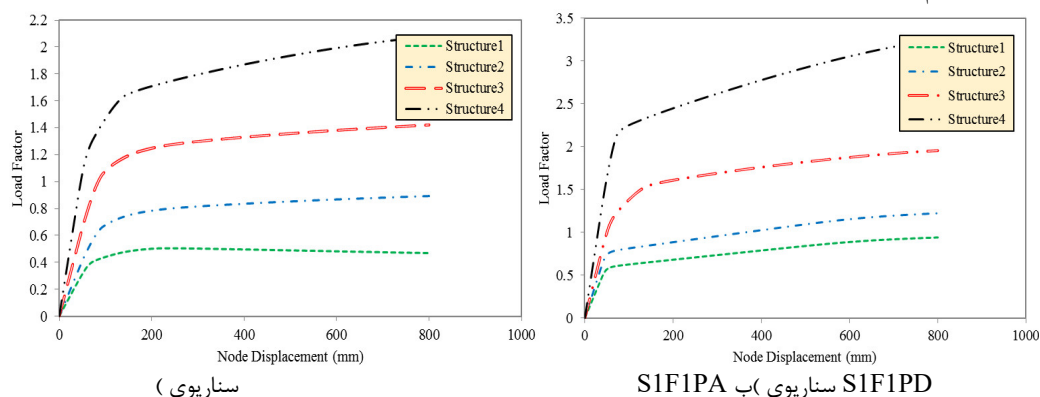 2.2
2
1.8
1.6
1.4
1.2
1
0.8
0.6
0.4
0.2
0
Load Factor
0 200 400 600 800 1000
Node Displacement (mm)
Structure1
Structure2
Structure3
Structure4
سناریوی )
3.5
3
2.5
2
1.5
1
0.5
0
Load Factor
0 200 400 600 800 1000
Node Displacement (mm)
Structure1
Structure2
Structure3
Structure4
S1F1PA ب( سناریوی S1F1PD